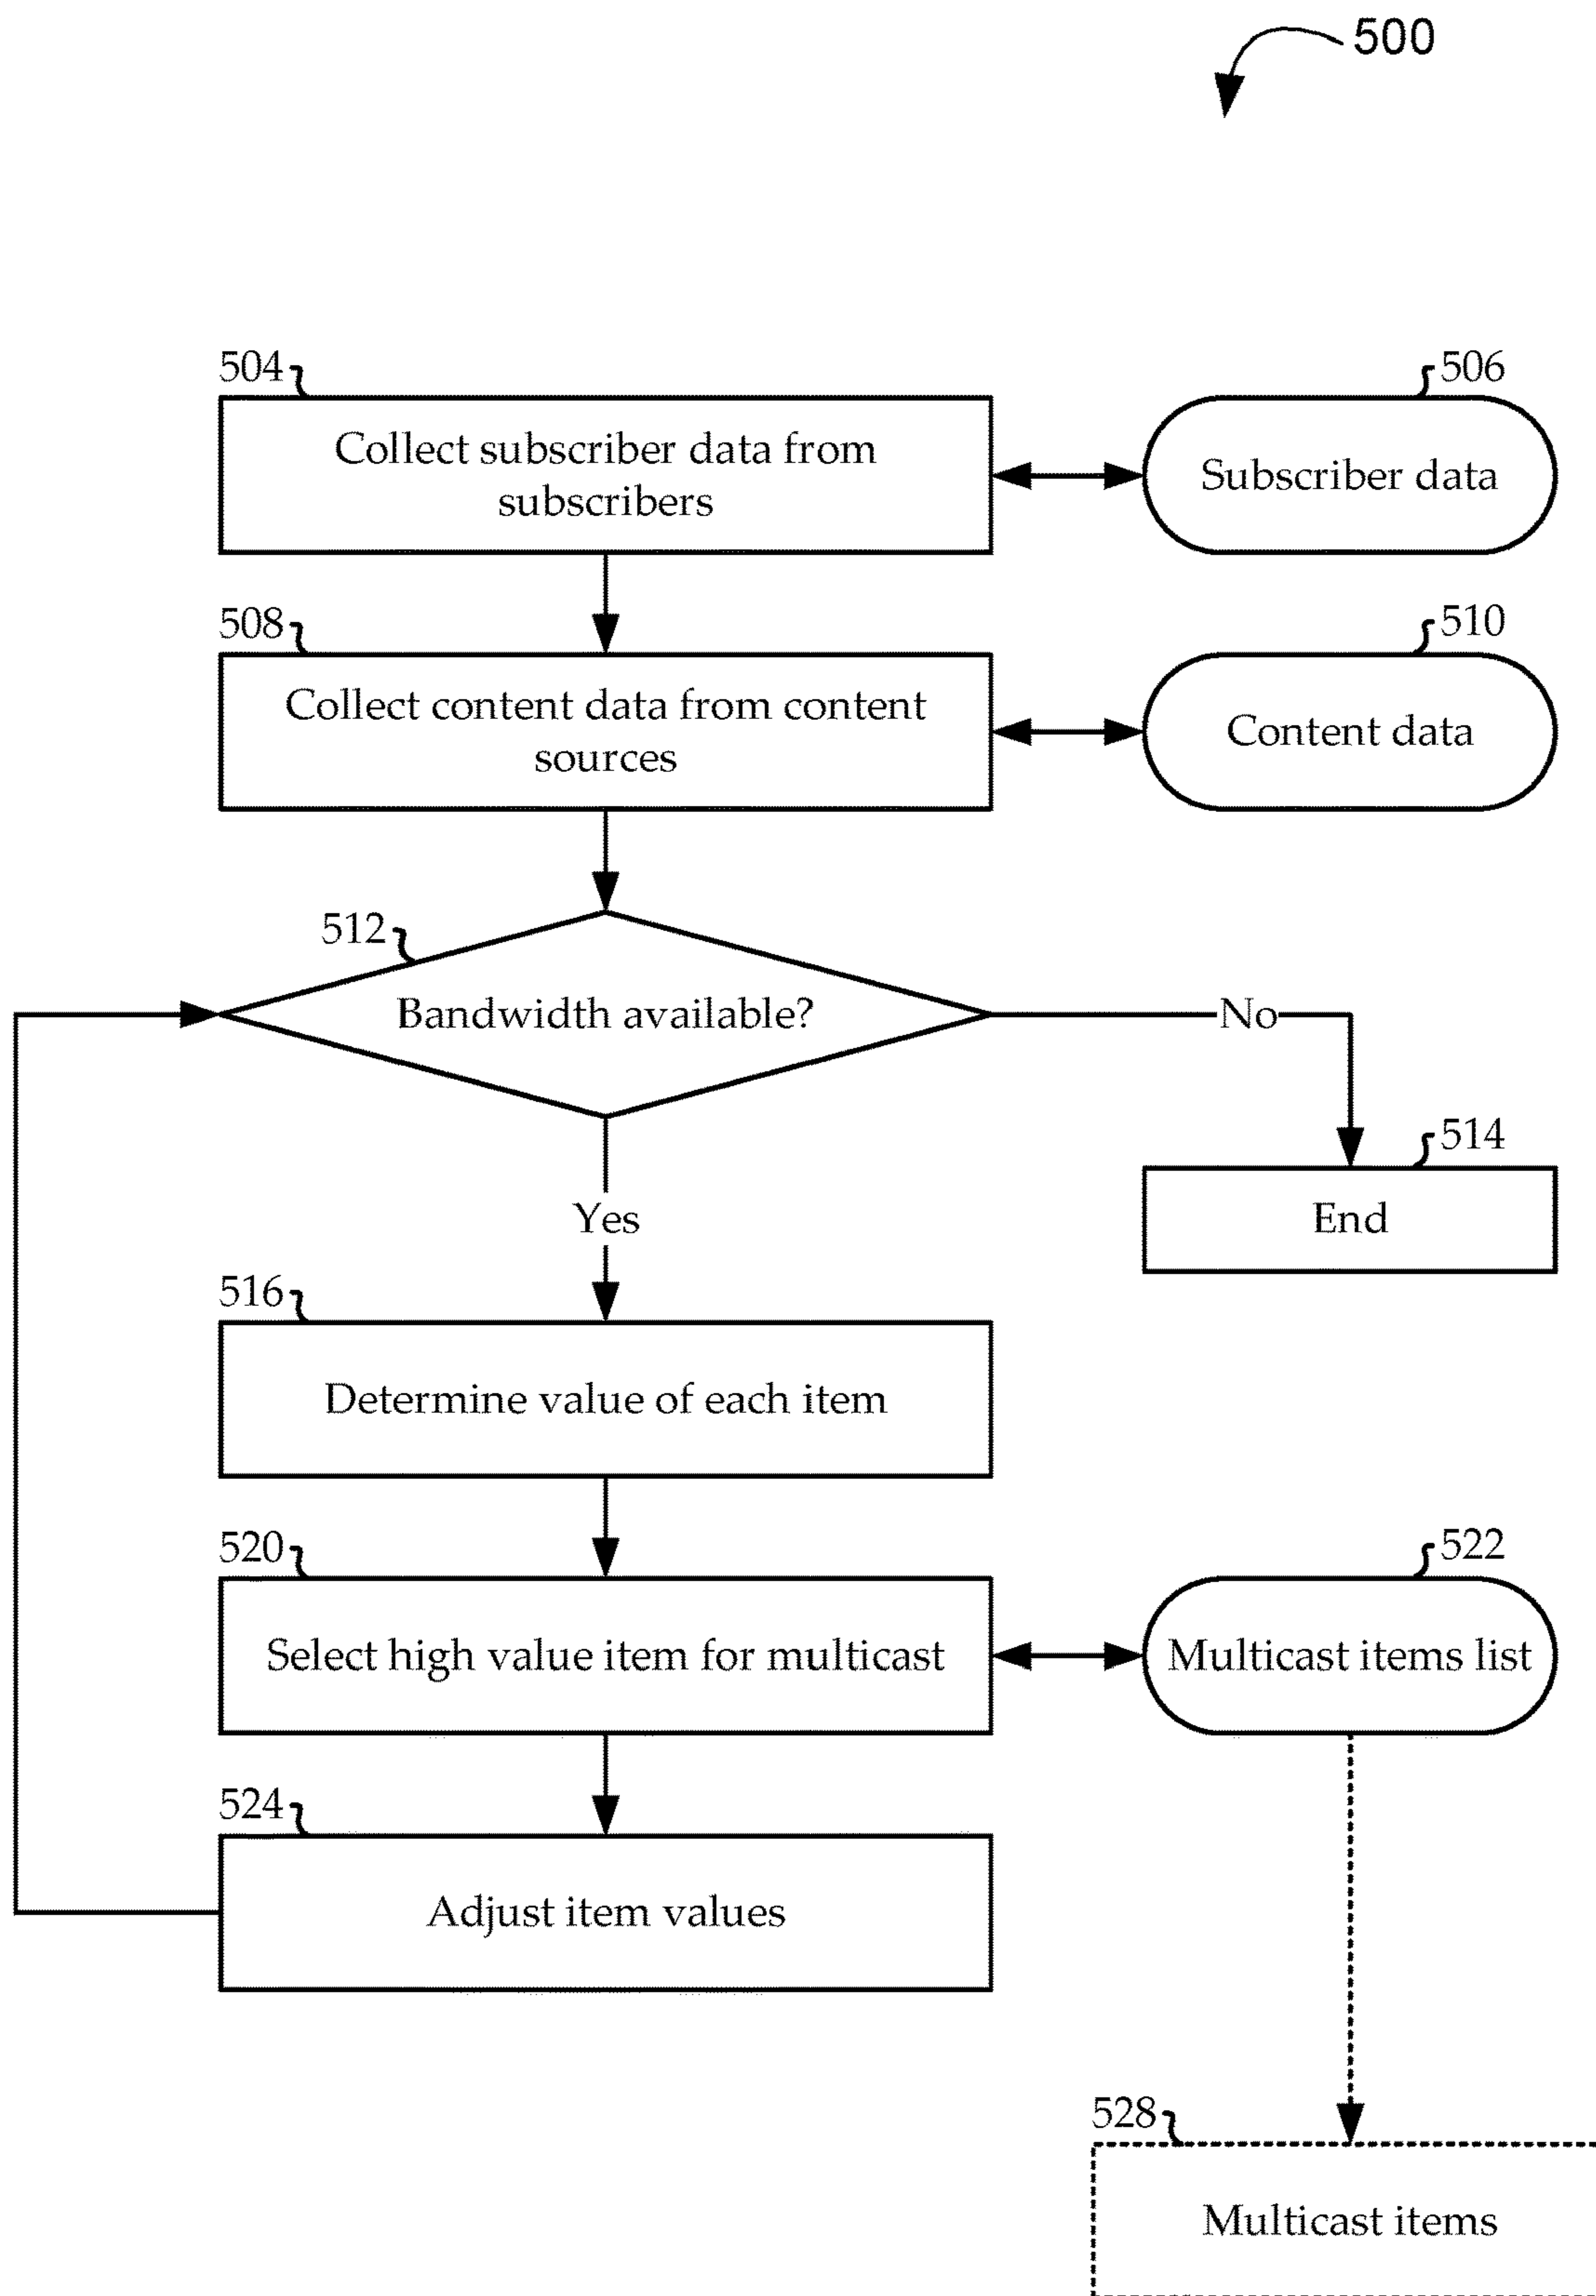 500
504
506
Collect subscriber data from
subscribers
Subscriber data
508
510
Collect content data from content
sources
Content data
512
Bandwidth available?
No
514
End
Yes
516
Determine value of each item
520
522
Select high value item for multicast
Multicast items list
524
Adjust item values
528
Multicast items